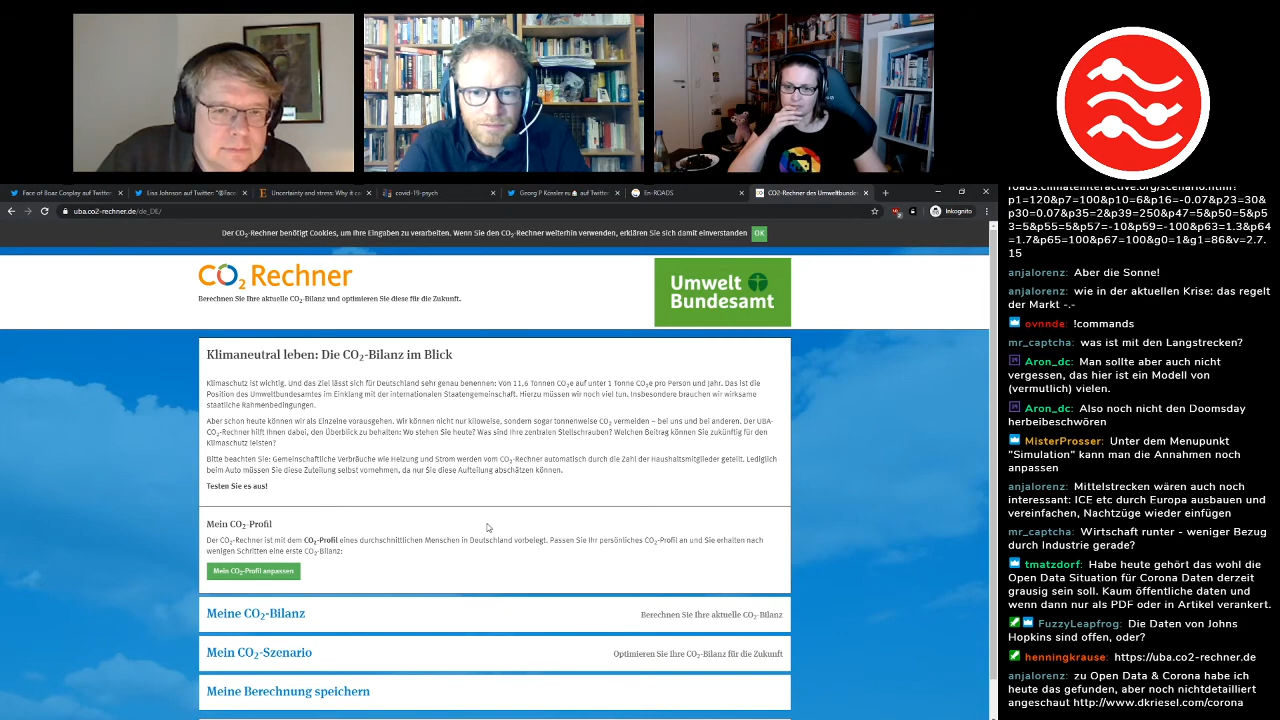 Face of Boaz Cosplay auf Twitter:
Lisa Johnson auf Twitter: "@Fac
Uncertainty and stress: Why it c
covid-19-psych
Georg P Kössler eu auf Twitter:
En-ROADS
CO2-Rechner des Umweltbunde
uba.co2-rechner.de/de_DE/
Inkognito
Der CO₂-Rechner benötigt Cookies, um Ihre Eingaben zu verarbeiten. Wenn Sie den CO₂-Rechner weiterhin verwenden, erklären Sie sich damit einverstanden OK
CO₂ Rechner
Berechnen Sie Ihre aktuelle CO₂-Bilanz und optimieren Sie diese für die Zukunft.
Umwelt
Bundesamt
Klimaneutral leben: Die CO₂-Bilanz im Blick
Klimaschutz ist wichtig. Und das Ziel lässt sich für Deutschland sehr genau benennen: Von 11,6 Tonnen CO₂e auf unter 1 Tonne CO₂e pro Person und Jahr. Das ist die
Position des Umweltbundesamtes im Einklang mit der internationalen Staatengemeinschaft. Hierzu müssen wir noch viel tun. Insbesondere brauchen wir wirksame
staatliche Rahmenbedingungen.
Aber schon heute können wir als Einzelne vorausgehen. Wir können nicht nur kiloweise, sondern sogar tonnenweise CO₂ vermeiden – bei uns und bei anderen. Der UBA-
CO₂-Rechner hilft Ihnen dabei, den Überblick zu behalten: Wo stehen Sie heute? Was sind Ihre zentralen Stellschrauben? Welchen Beitrag können Sie zukünftig für den
Klimaschutz leisten?
Bitte beachten Sie: Gemeinschaftliche Verbräuche wie Heizung und Strom werden vom CO₂-Rechner automatisch durch die Zahl der Haushaltsmitglieder geteilt. Lediglich
beim Auto müssen Sie diese Zuteilung selbst vornehmen, da nur Sie diese Aufteilung abschätzen können.
Testen Sie es aus!
Mein CO₂-Profil
Der CO₂-Rechner ist mit dem CO₂-Profil eines durchschnittlichen Menschen in Deutschland vorbelegt. Passen Sie Ihr persönliches CO₂-Profil an und Sie erhalten nach
wenigen Schritten eine erste CO₂-Bilanz:
Mein CO₂-Profil anpassen
Meine CO₂-Bilanz
Berechnen Sie Ihre aktuelle CO₂-Bilanz
Mein CO₂-Szenario
Optimieren Sie Ihre CO₂-Bilanz für die Zukunft
Meine Berechnung speichern
roads.climateinteractive.org/scenario.html?
p1=120&p7=100&p10=6&p16=-0.07&p23=30&
p30=0.07&p35=2&p39=250&p47=5&p50=5&p5
3=5&p55=5&p57=-10&p59=-100&p63=1.3&p64
=1.7&p65=100&p67=100&g0=1&g1=86&v=2.7.
15
anjalorenz: Aber die Sonne!
anjalorenz: wie in der aktuellen Krise: das regelt
der Markt -.-
ovnnde: !commands
mr_captcha: was ist mit den Langstrecken?
Aron_dc: Man sollte aber auch nicht
vergessen, das hier ist ein Modell von
(vermutlich) vielen.
Aron_dc: Also noch nicht den Doomsday
herbeibeschwören
MisterProsser: Unter dem Menupunkt
"Simulation" kann man die Annahmen noch
anpassen
anjalorenz: Mittelstrecken wären auch noch
interessant: ICE etc durch Europa ausbauen und
vereinfachen, Nachtzüge wieder einfügen
mr_captcha: Wirtschaft runter - weniger Bezug
durch Industrie gerade?
tmatzdorf: Habe heute gehört das wohl die
Open Data Situation für Corona Daten derzeit
grausig sein soll. Kaum öffentliche daten und
wenn dann nur als PDF oder in Artikel verankert.
FuzzyLeapfrog: Die Daten von Johns
Hopkins sind offen, oder?
henningkrause: https://uba.co2-rechner.de
anjalorenz: zu Open Data & Corona habe ich
heute das gefunden, aber noch nichtdetailliert
angeschaut http://www.dkriesel.com/corona